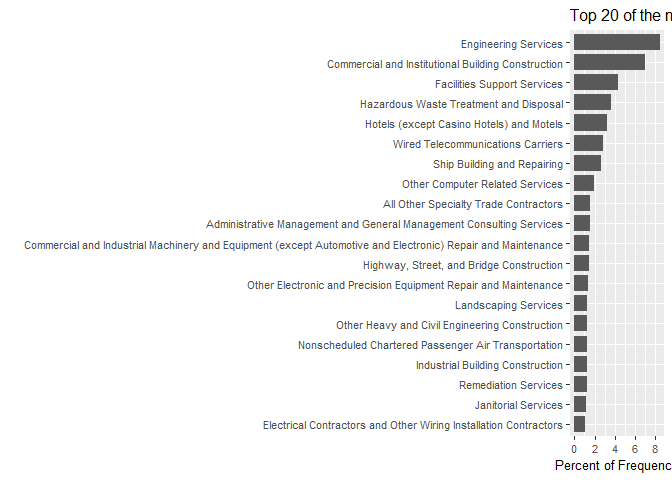 Top 20 of the n
Engineering Services
Commercial and Institutional Building Construction
Facilities Support Services
Hazardous Waste Treatment and Disposal
Hotels (except Casino Hotels) and Motels
Wired Telecommunications Carriers
Ship Building and Repairing
Other Computer Related Services
All Other Specialty Trade Contractors
Administrative Management and General Management Consulting Services
Commercial and Industrial Machinery and Equipment (except Automotive and Electronic) Repair and Maintenance
Highway, Street, and Bridge Construction
Other Electronic and Precision Equipment Repair and Maintenance
Landscaping Services
Other Heavy and Civil Engineering Construction
Nonscheduled Chartered Passenger Air Transportation
Industrial Building Construction
Remediation Services
Janitorial Services
Electrical Contractors and Other Wiring Installation Contractors
0 2 4 6 8
Percent of Frequenc